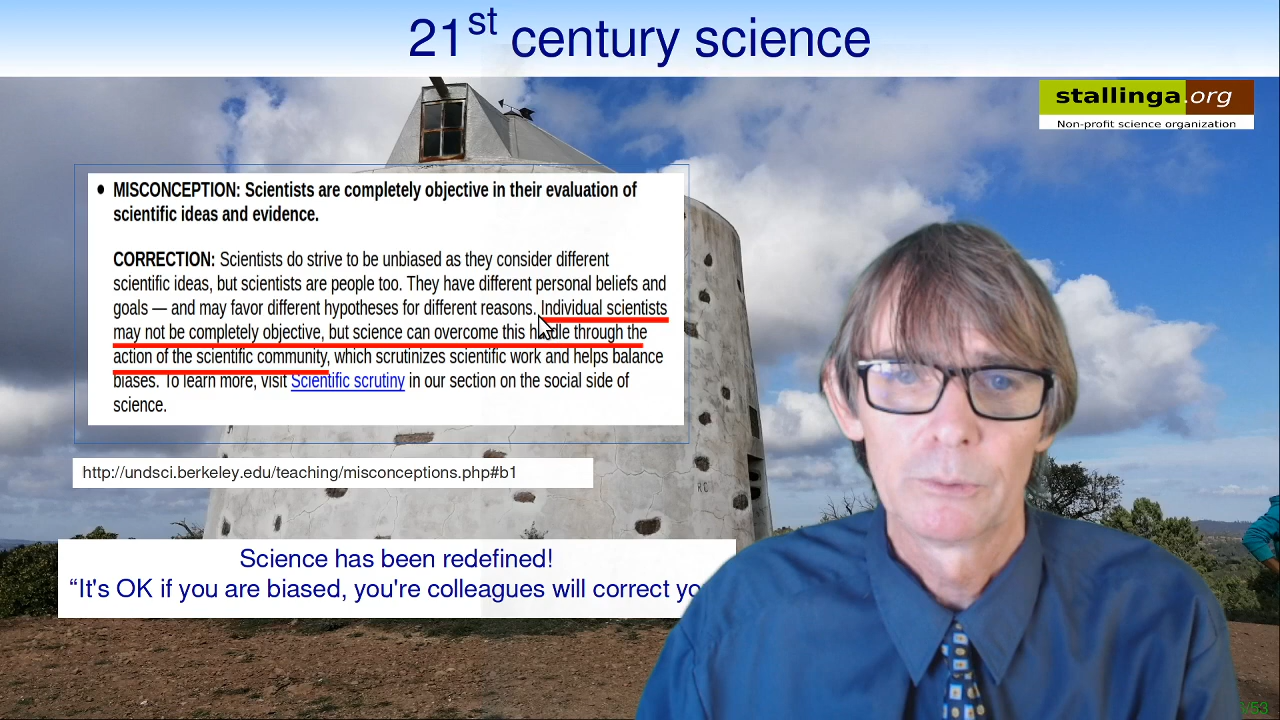 21st century science
stallinga.org
Non-profit science organization
• MISCONCEPTION: Scientists are completely objective in their evaluation of
scientific ideas and evidence.
CORRECTION: Scientists do strive to be unbiased as they consider different
scientific ideas, but scientists are people too. They have different personal beliefs and
goals — and may favor different hypotheses for different reasons. Individual scientists
may not be completely objective, but science can overcome this hurdle through the
action of the scientific community, which scrutinizes scientific work and helps balance
biases. To learn more, visit Scientific scrutiny in our section on the social side of
science.
http://undsci.berkeley.edu/teaching/misconceptions.php#b1
Science has been redefined!
“It's OK if you are biased, you're colleagues will correct yo
/53